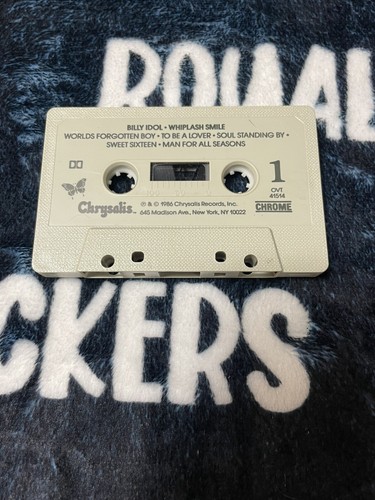 ROYAL
BILLY IDOL • WHIPLASH SMILE
WORLDS FORGOTTEN BOY • TO BE A LOVER • SOUL STANDING BY •
SWEET SIXTEEN • MAN FOR ALL SEASONS
1
OVT
41514
Chrysalis™
℗ & © 1986 Chrysalis Records, Inc.
645 Madison Ave., New York, NY 10022
CHROME
CKERS